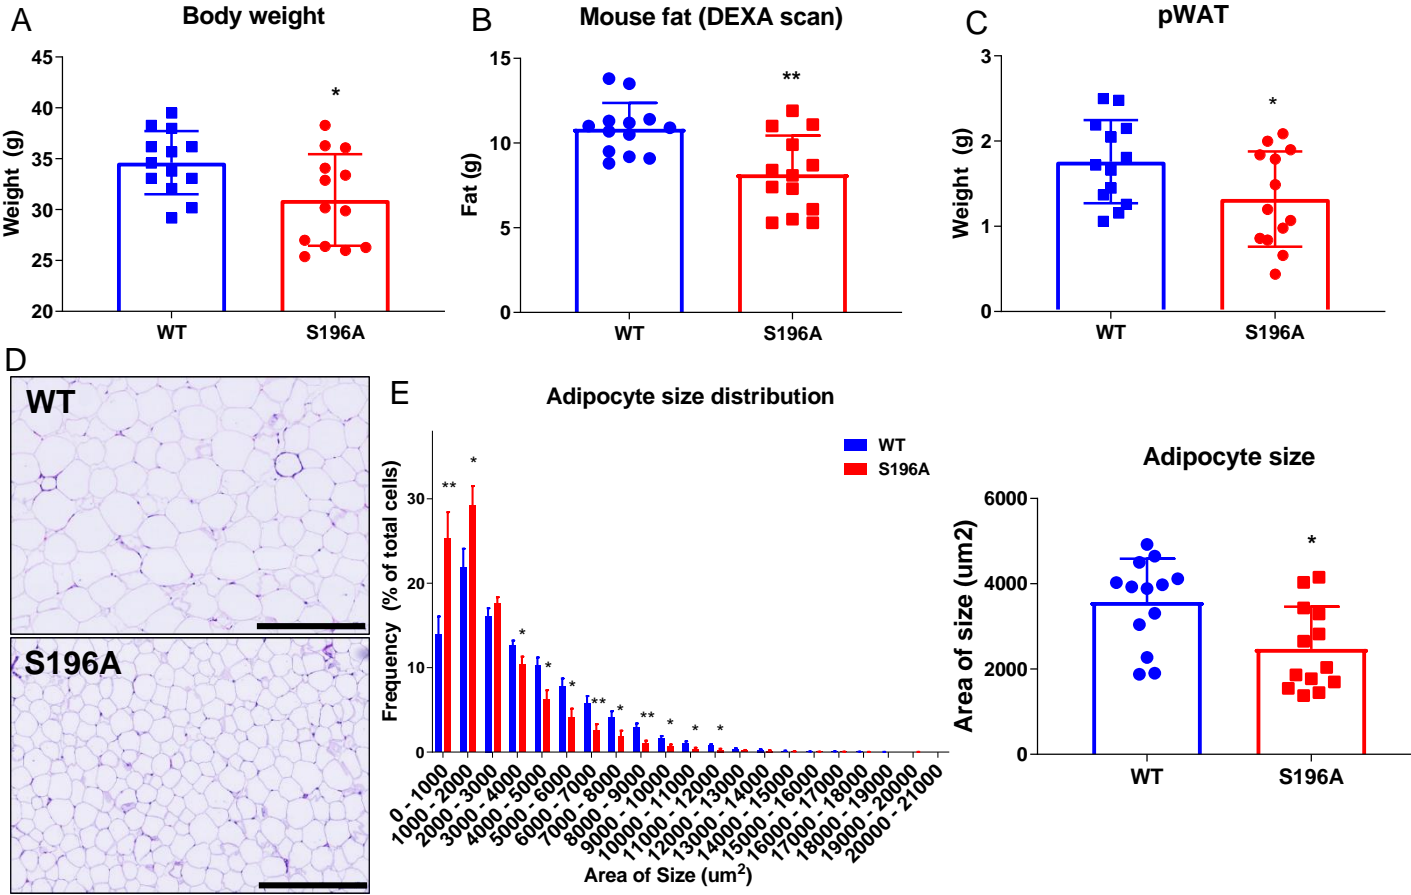 A
Body weight
Weight (g)
45
40
35
30
25
20
*
WT
S196A
B
Mouse fat (DEXA scan)
Fat (g)
15
10
5
0
**
WT
S196A
C
pWAT
Weight (g)
3
2
1
0
*
WT
S196A
D
WT
S196A
E
Adipocyte size distribution
WT
S196A
Frequency (% of total cells)
30
20
10
0
** * * * * ** * ** * * *
0 - 1000
1000 - 2000
2000 - 3000
3000 - 4000
4000 - 5000
5000 - 6000
6000 - 7000
7000 - 8000
8000 - 9000
9000 - 10000
10000 - 11000
11000 - 12000
12000 - 13000
13000 - 14000
14000 - 15000
15000 - 16000
16000 - 17000
17000 - 18000
18000 - 19000
19000 - 20000
20000 - 21000
Area of Size (um²)
Adipocyte size
Area of size (um2)
6000
4000
2000
0
*
WT
S196A